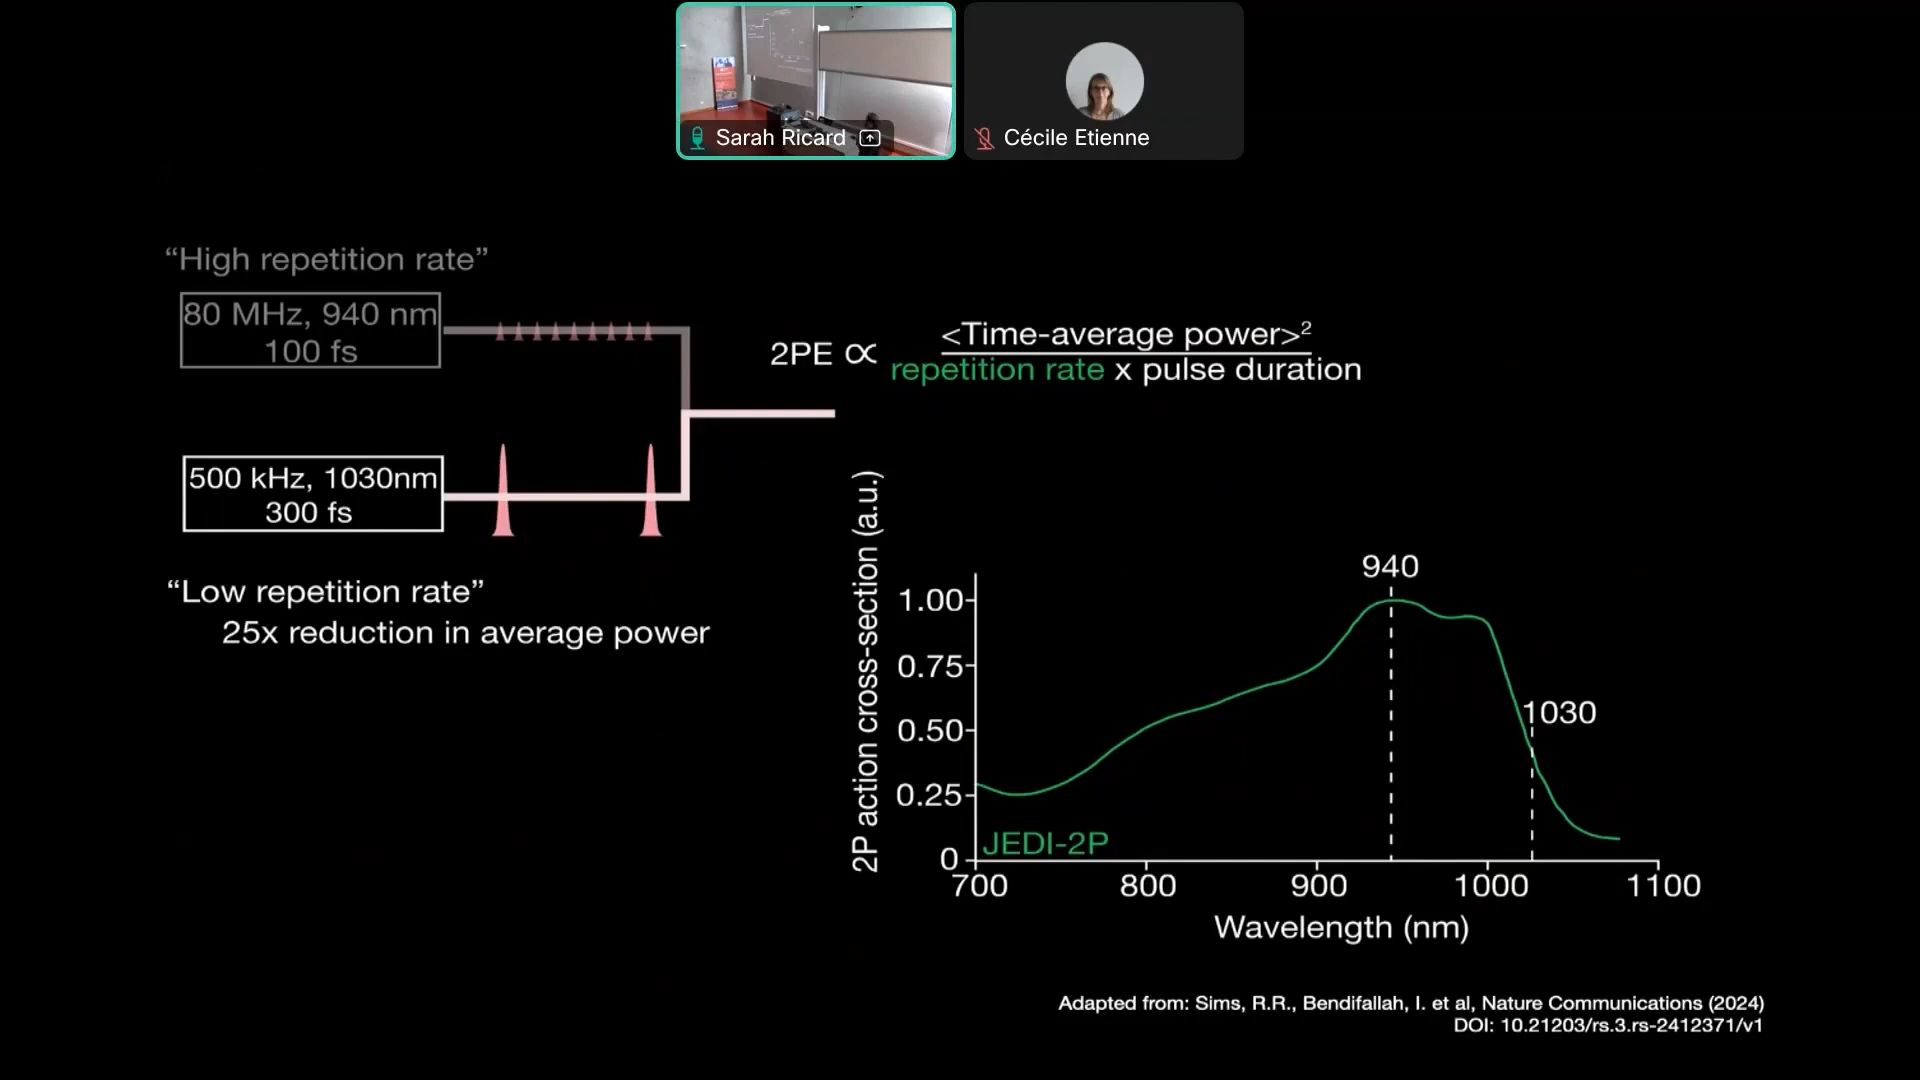 Sarah Ricard
Cécile Etienne
“High repetition rate”
80 MHz, 940 nm
100 fs
2PE ∝ <Time-average power>²
repetition rate x pulse duration
500 kHz, 1030nm
300 fs
“Low repetition rate”
25x reduction in average power
2P action cross-section (a.u.)
940
1.00
0.75
1030
0.50
0.25
JEDI-2P
0
700 800 900 1000 1100
Wavelength (nm)
Adapted from: Sims, R.R., Bendifallah, I. et al, Nature Communications (2024)
DOI: 10.21203/rs.3.rs-2412371/v1